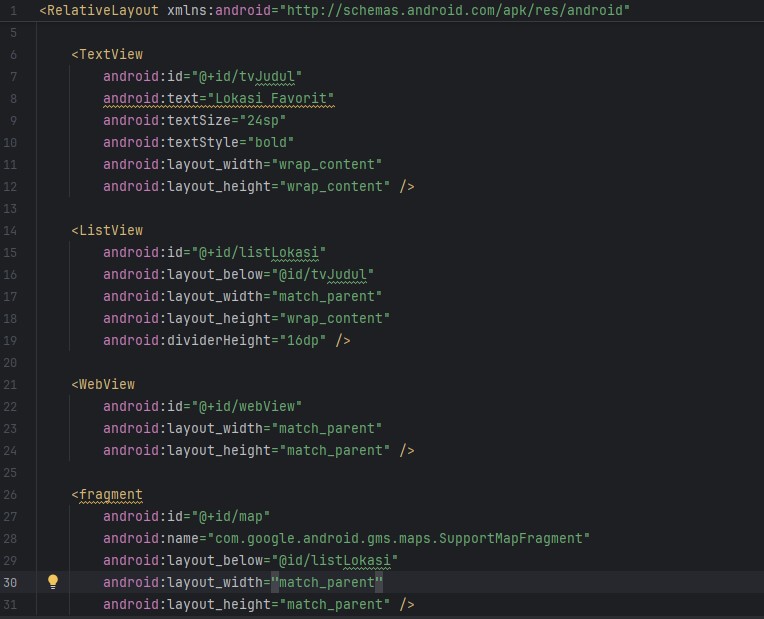 1 <RelativeLayout xmlns:android="http://schemas.android.com/apk/res/android"
5
6 <TextView
7 android:id="@+id/tvJudul"
8 android:text="Lokasi Favorit"
9 android:textSize="24sp"
10 android:textStyle="bold"
11 android:layout_width="wrap_content"
12 android:layout_height="wrap_content" />
13
14 <ListView
15 android:id="@+id/listLokasi"
16 android:layout_below="@id/tvJudul"
17 android:layout_width="match_parent"
18 android:layout_height="wrap_content"
19 android:dividerHeight="16dp" />
20
21 <WebView
22 android:id="@+id/webView"
23 android:layout_width="match_parent"
24 android:layout_height="match_parent" />
25
26 <fragment
27 android:id="@+id/map"
28 android:name="com.google.android.gms.maps.SupportMapFragment"
29 android:layout_below="@id/listLokasi"
30 android:layout_width="match_parent"
31 android:layout_height="match_parent" />